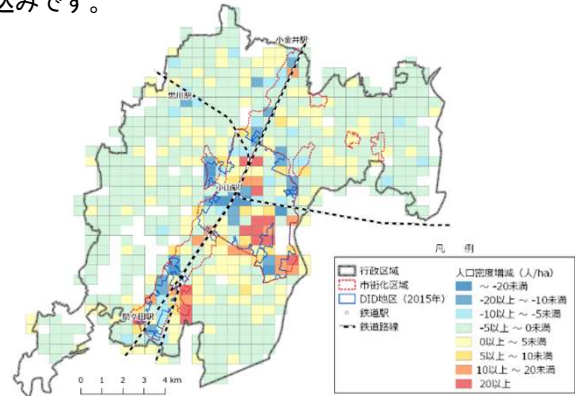 込みです。
小金井駅
思川駅
小山駅
間々田駅
0 1 2 3 4 km
凡 例
行政区域
市街化区域
DID地区（2015年）
鉄道駅
鉄道路線
人口密度増減（人/ha）
～ -20未満
-20以上 ～ -10未満
-10以上 ～ -5未満
-5以上 ～ 0未満
0以上 ～ 5未満
5以上 ～ 10未満
10以上 ～ 20未満
20以上